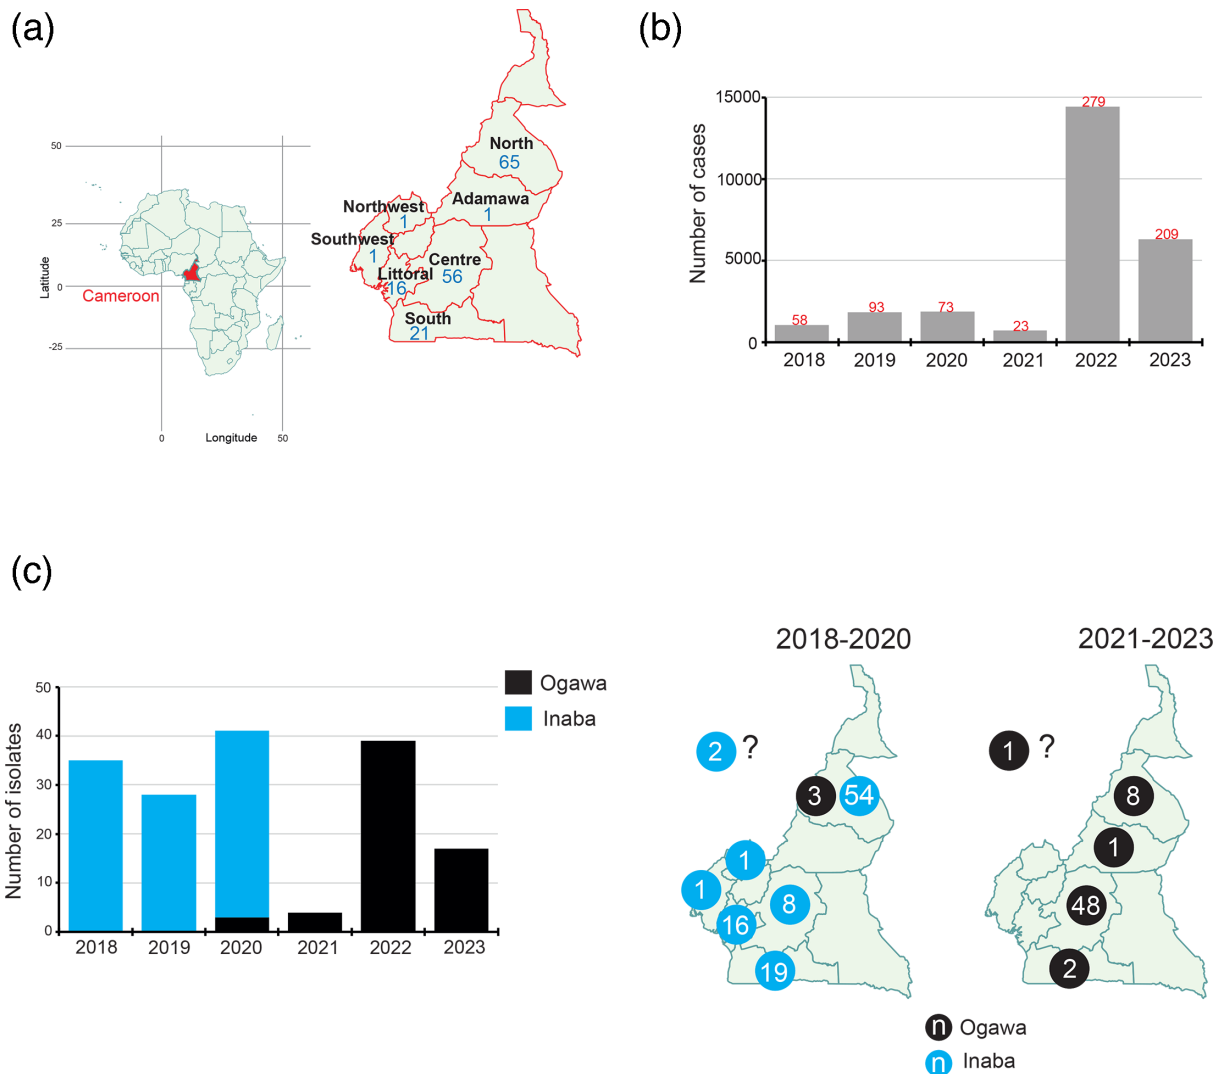 (a)
50
25
0
-25
Latitude
Cameroon
0
Longitude
50
North
65
Adamawa
1
Northwest
1
Southwest
1
Littoral
16
Centre
56
South
21
(b)
Number of cases
15000
10000
5000
0
58
93
73
23
279
209
2018
2019
2020
2021
2022
2023
(c)
Number of isolates
50
40
30
20
10
0
2018
2019
2020
2021
2022
2023
Ogawa
Inaba
2018-2020
2 ?
3
54
1
1
16
8
19
2021-2023
1 ?
8
1
48
2
n Ogawa
n Inaba